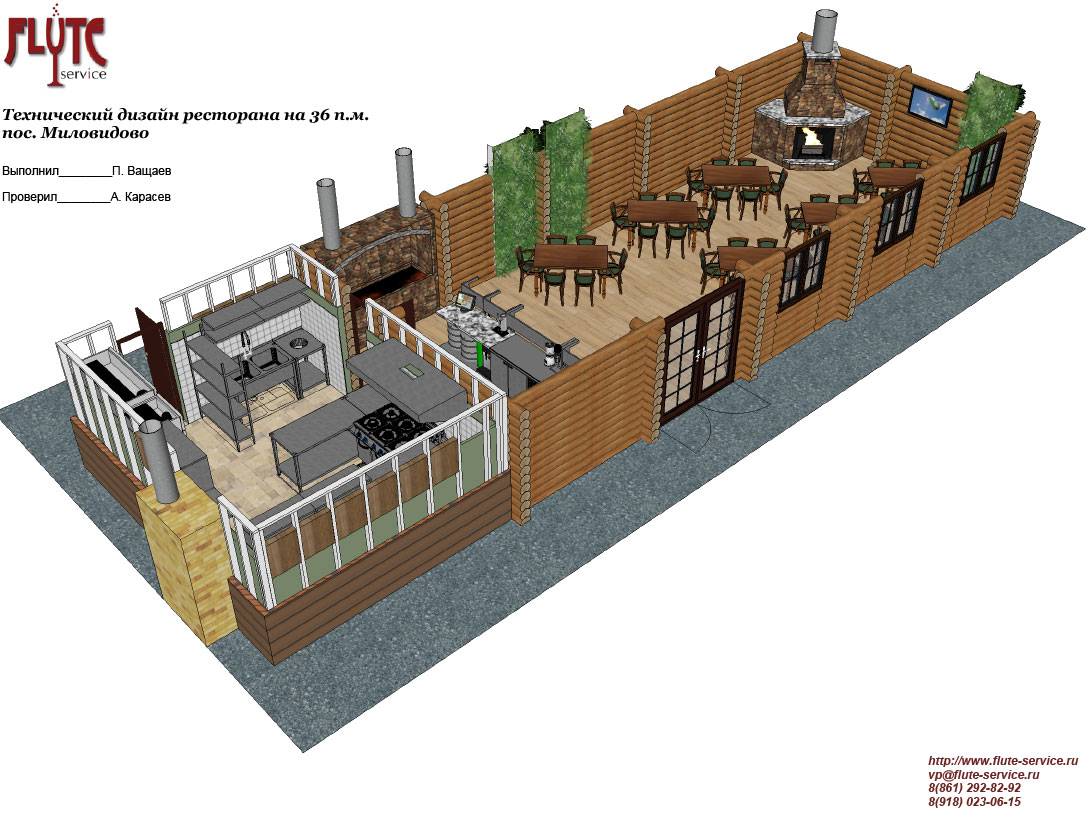 FLUTE
service
Технический дизайн ресторана на 36 п.м.
пос. Миловидово
Выполнил________П. Ващаев
Проверил________А. Карасев
http://www.flute-service.ru
vp@flute-service.ru
8(861) 292-82-92
8(918) 023-06-15